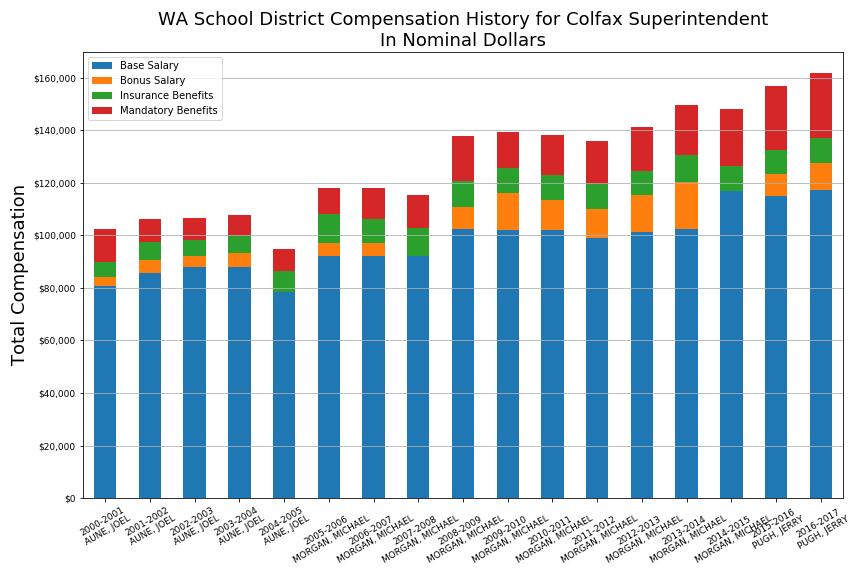 WA School District Compensation History for Colfax Superintendent
In Nominal Dollars
Base Salary
Bonus Salary
Insurance Benefits
Mandatory Benefits
Total Compensation
$160,000
$140,000
$120,000
$100,000
$80,000
$60,000
$40,000
$20,000
$0
2000-2001
AUNE, JOEL
2001-2002
AUNE, JOEL
2002-2003
AUNE, JOEL
2003-2004
AUNE, JOEL
2004-2005
AUNE, JOEL
2005-2006
MORGAN, MICHAEL
2006-2007
MORGAN, MICHAEL
2007-2008
MORGAN, MICHAEL
2008-2009
MORGAN, MICHAEL
2009-2010
MORGAN, MICHAEL
2010-2011
MORGAN, MICHAEL
2011-2012
MORGAN, MICHAEL
2012-2013
MORGAN, MICHAEL
2013-2014
MORGAN, MICHAEL
2014-2015
MORGAN, MICHAEL
2015-2016
PUGH, JERRY
2016-2017
PUGH, JERRY